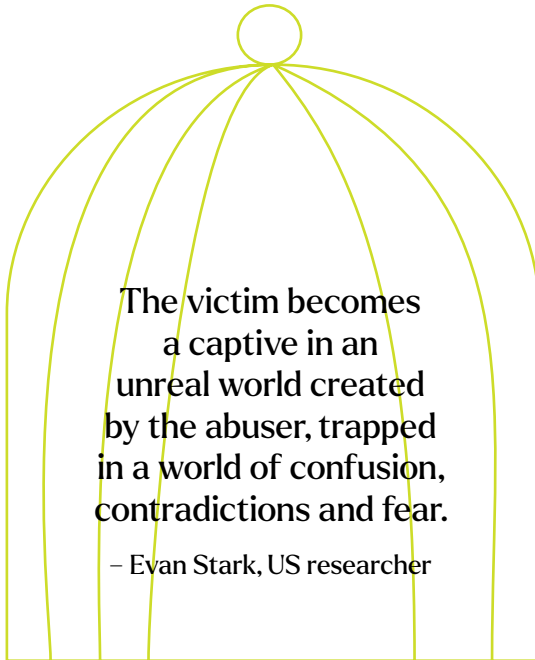 The victim becomes
a captive in an
unreal world created
by the abuser, trapped
in a world of confusion,
contradictions and fear.
– Evan Stark, US researcher